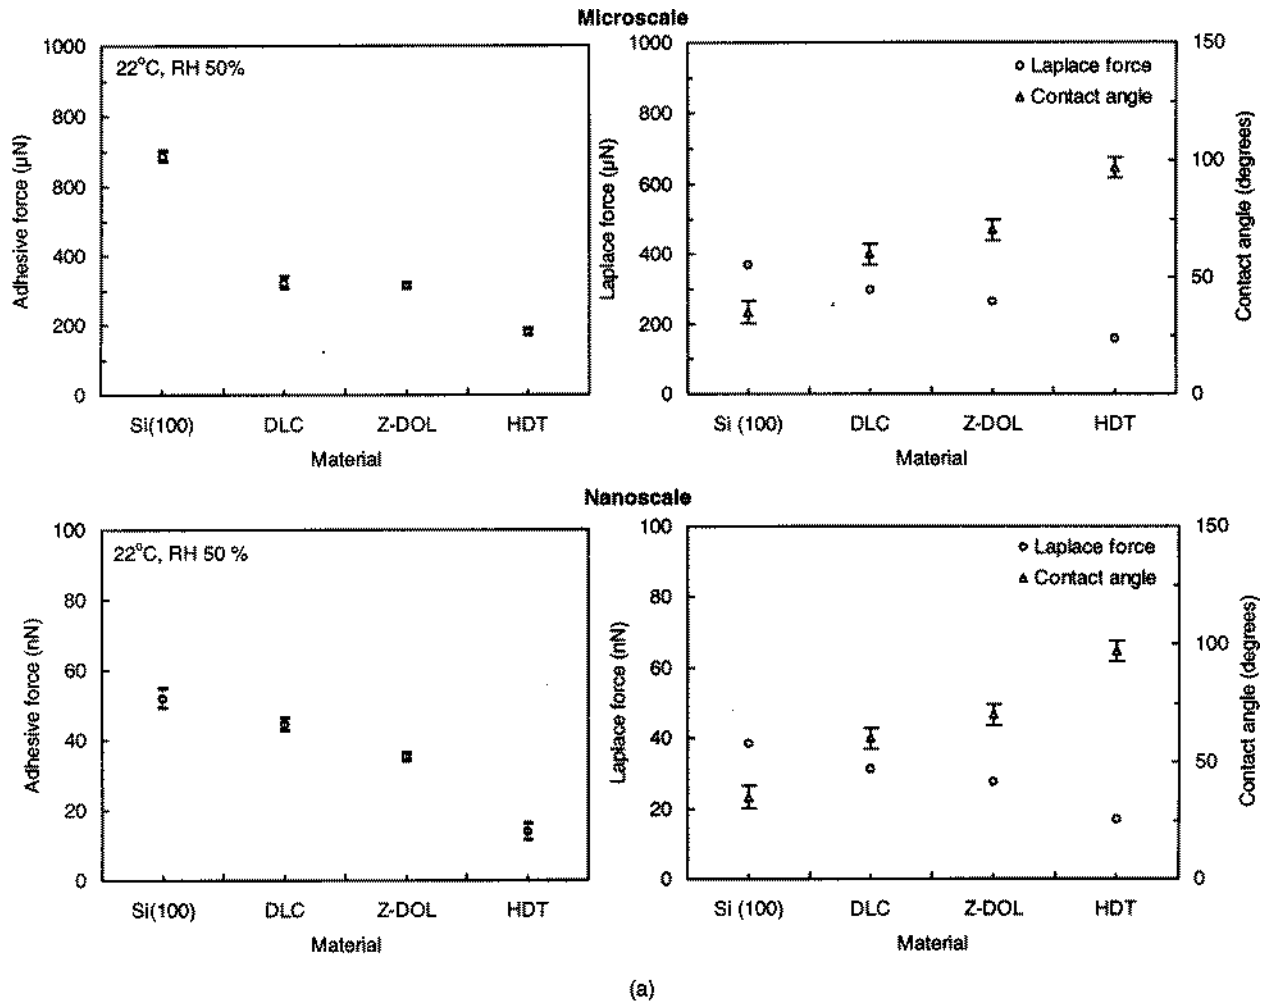 Microscale
1000
800
600
400
200
0
Adhesive force (µN)
22°C, RH 50%
Si(100) DLC Z-DOL HDT
Material
1000
800
600
400
200
0
Laplace force (µN)
Laplace force
Contact angle
150
100
50
0
Contact angle (degrees)
Si (100) DLC Z-DOL HDT
Material
Nanoscale
100
80
60
40
20
0
Adhesive force (nN)
22°C, RH 50 %
Si(100) DLC Z-DOL HDT
Material
100
80
60
40
20
0
Laplace force (nN)
Laplace force
Contact angle
150
100
50
0
Contact angle (degrees)
Si (100) DLC Z-DOL HDT
Material
(a)